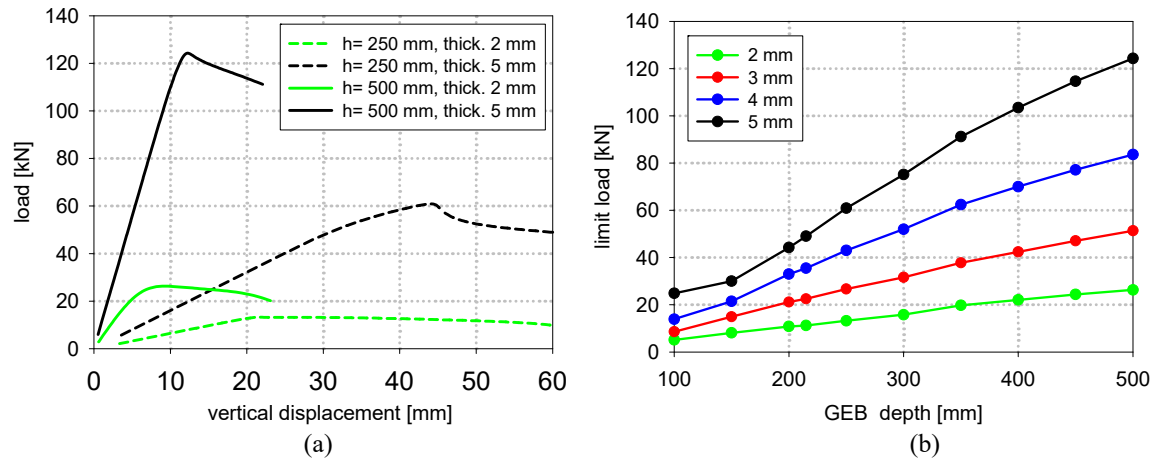 140
120
100
80
60
40
20
0
load [kN]
h= 250 mm, thick. 2 mm
h= 250 mm, thick. 5 mm
h= 500 mm, thick. 2 mm
h= 500 mm, thick. 5 mm
0 10 20 30 40 50 60
vertical displacement [mm]
(a)
140
120
100
80
60
40
20
0
limit load [kN]
2 mm
3 mm
4 mm
5 mm
100 200 300 400 500
GEB depth [mm]
(b)